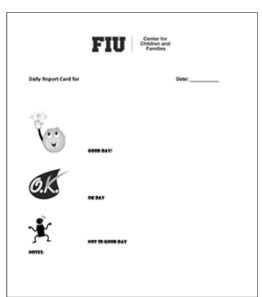 FIU
Center for
Children and
Families
Daily Report Card for
Date: __________
GOOD DAY!
O.K.
OK DAY
NOT SO GOOD DAY
NOTES: